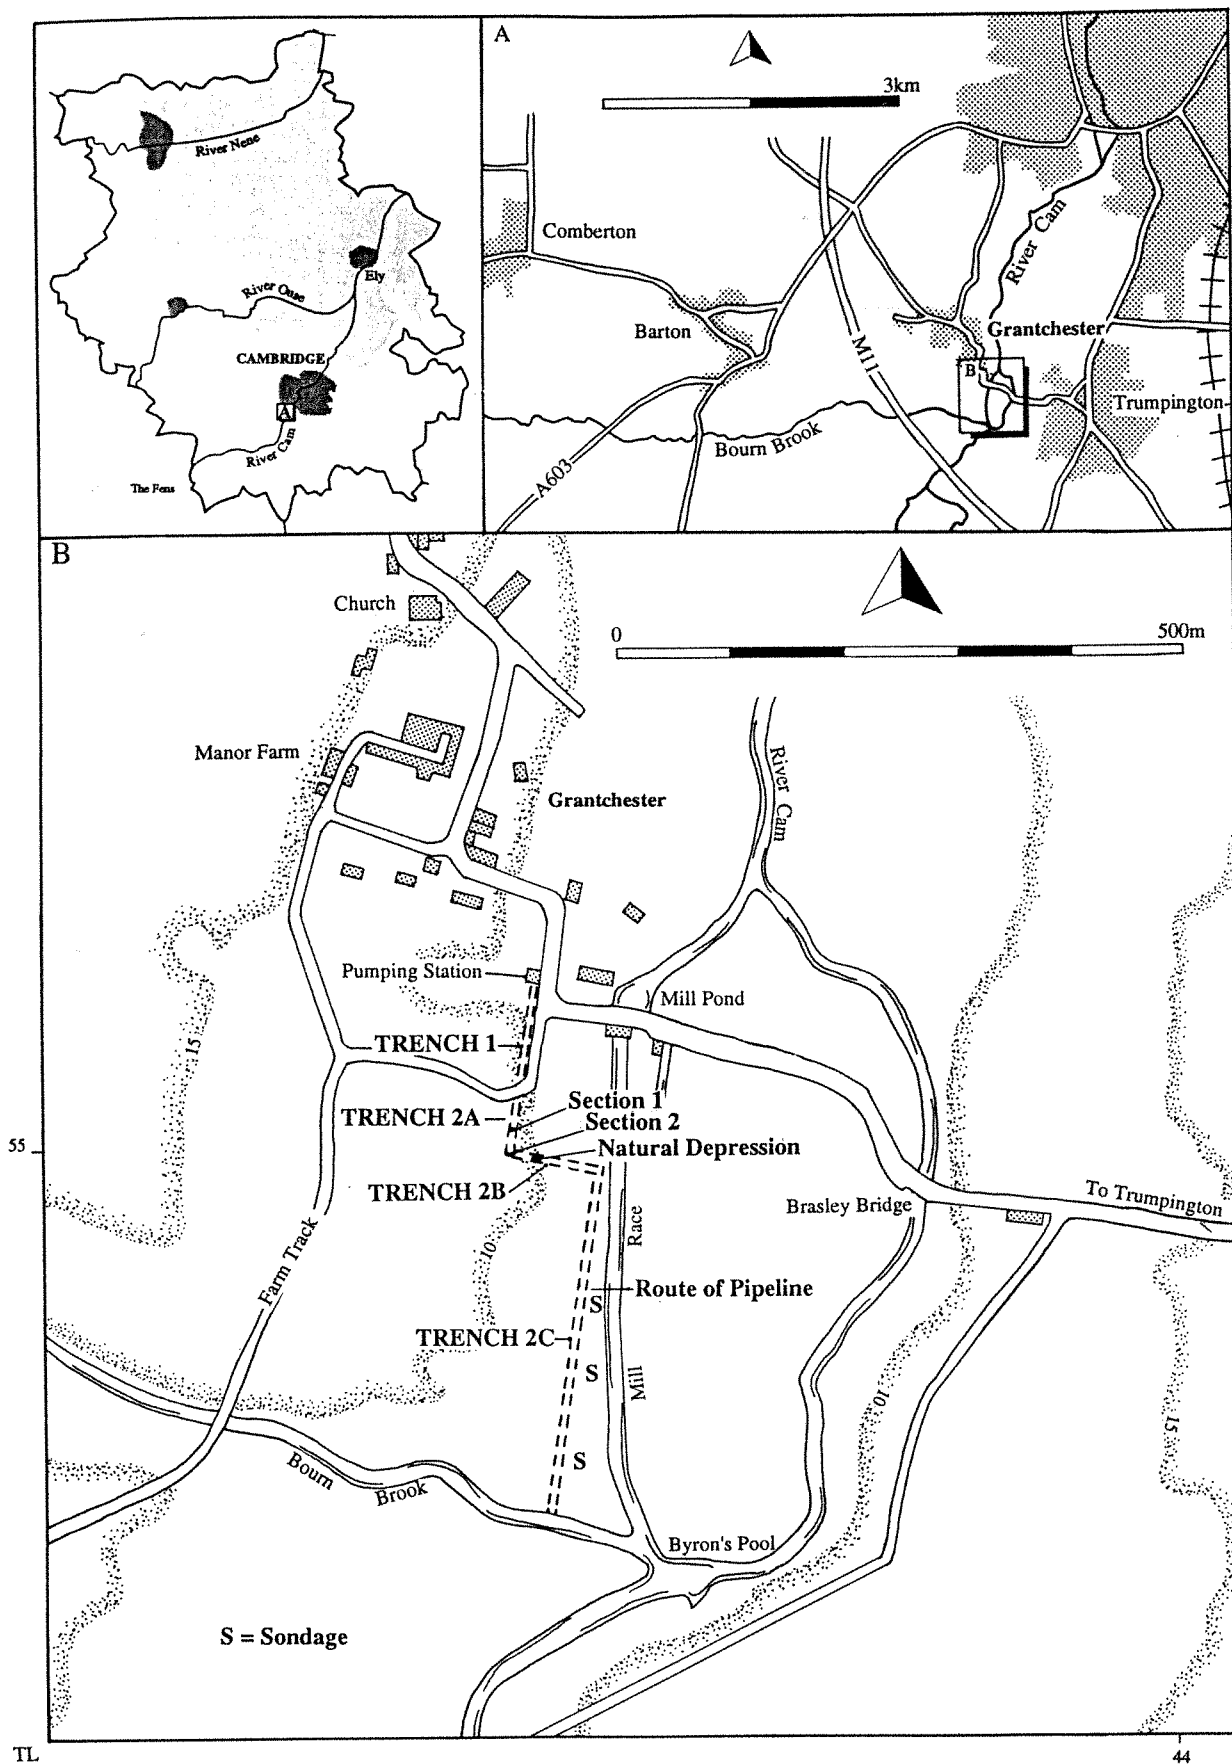 River Nene
Ely
River Ouse
CAMBRIDGE
A
River Cam
The Fens
A
3km
Comberton
River Cam
Barton
Grantchester
M11
B
Trumpington
Bourn Brook
A603
B
Church
0
500m
Manor Farm
River Cam
Grantchester
Pumping Station
Mill Pond
15
TRENCH 1
Section 1
TRENCH 2A
Section 2
55
Natural Depression
TRENCH 2B
To Trumpington
Brasley Bridge
Race
10
Farm Track
Route of Pipeline
S
TRENCH 2C
S
Mill
10
15
S
Bourn
Brook
Byron's Pool
S = Sondage
TL
44